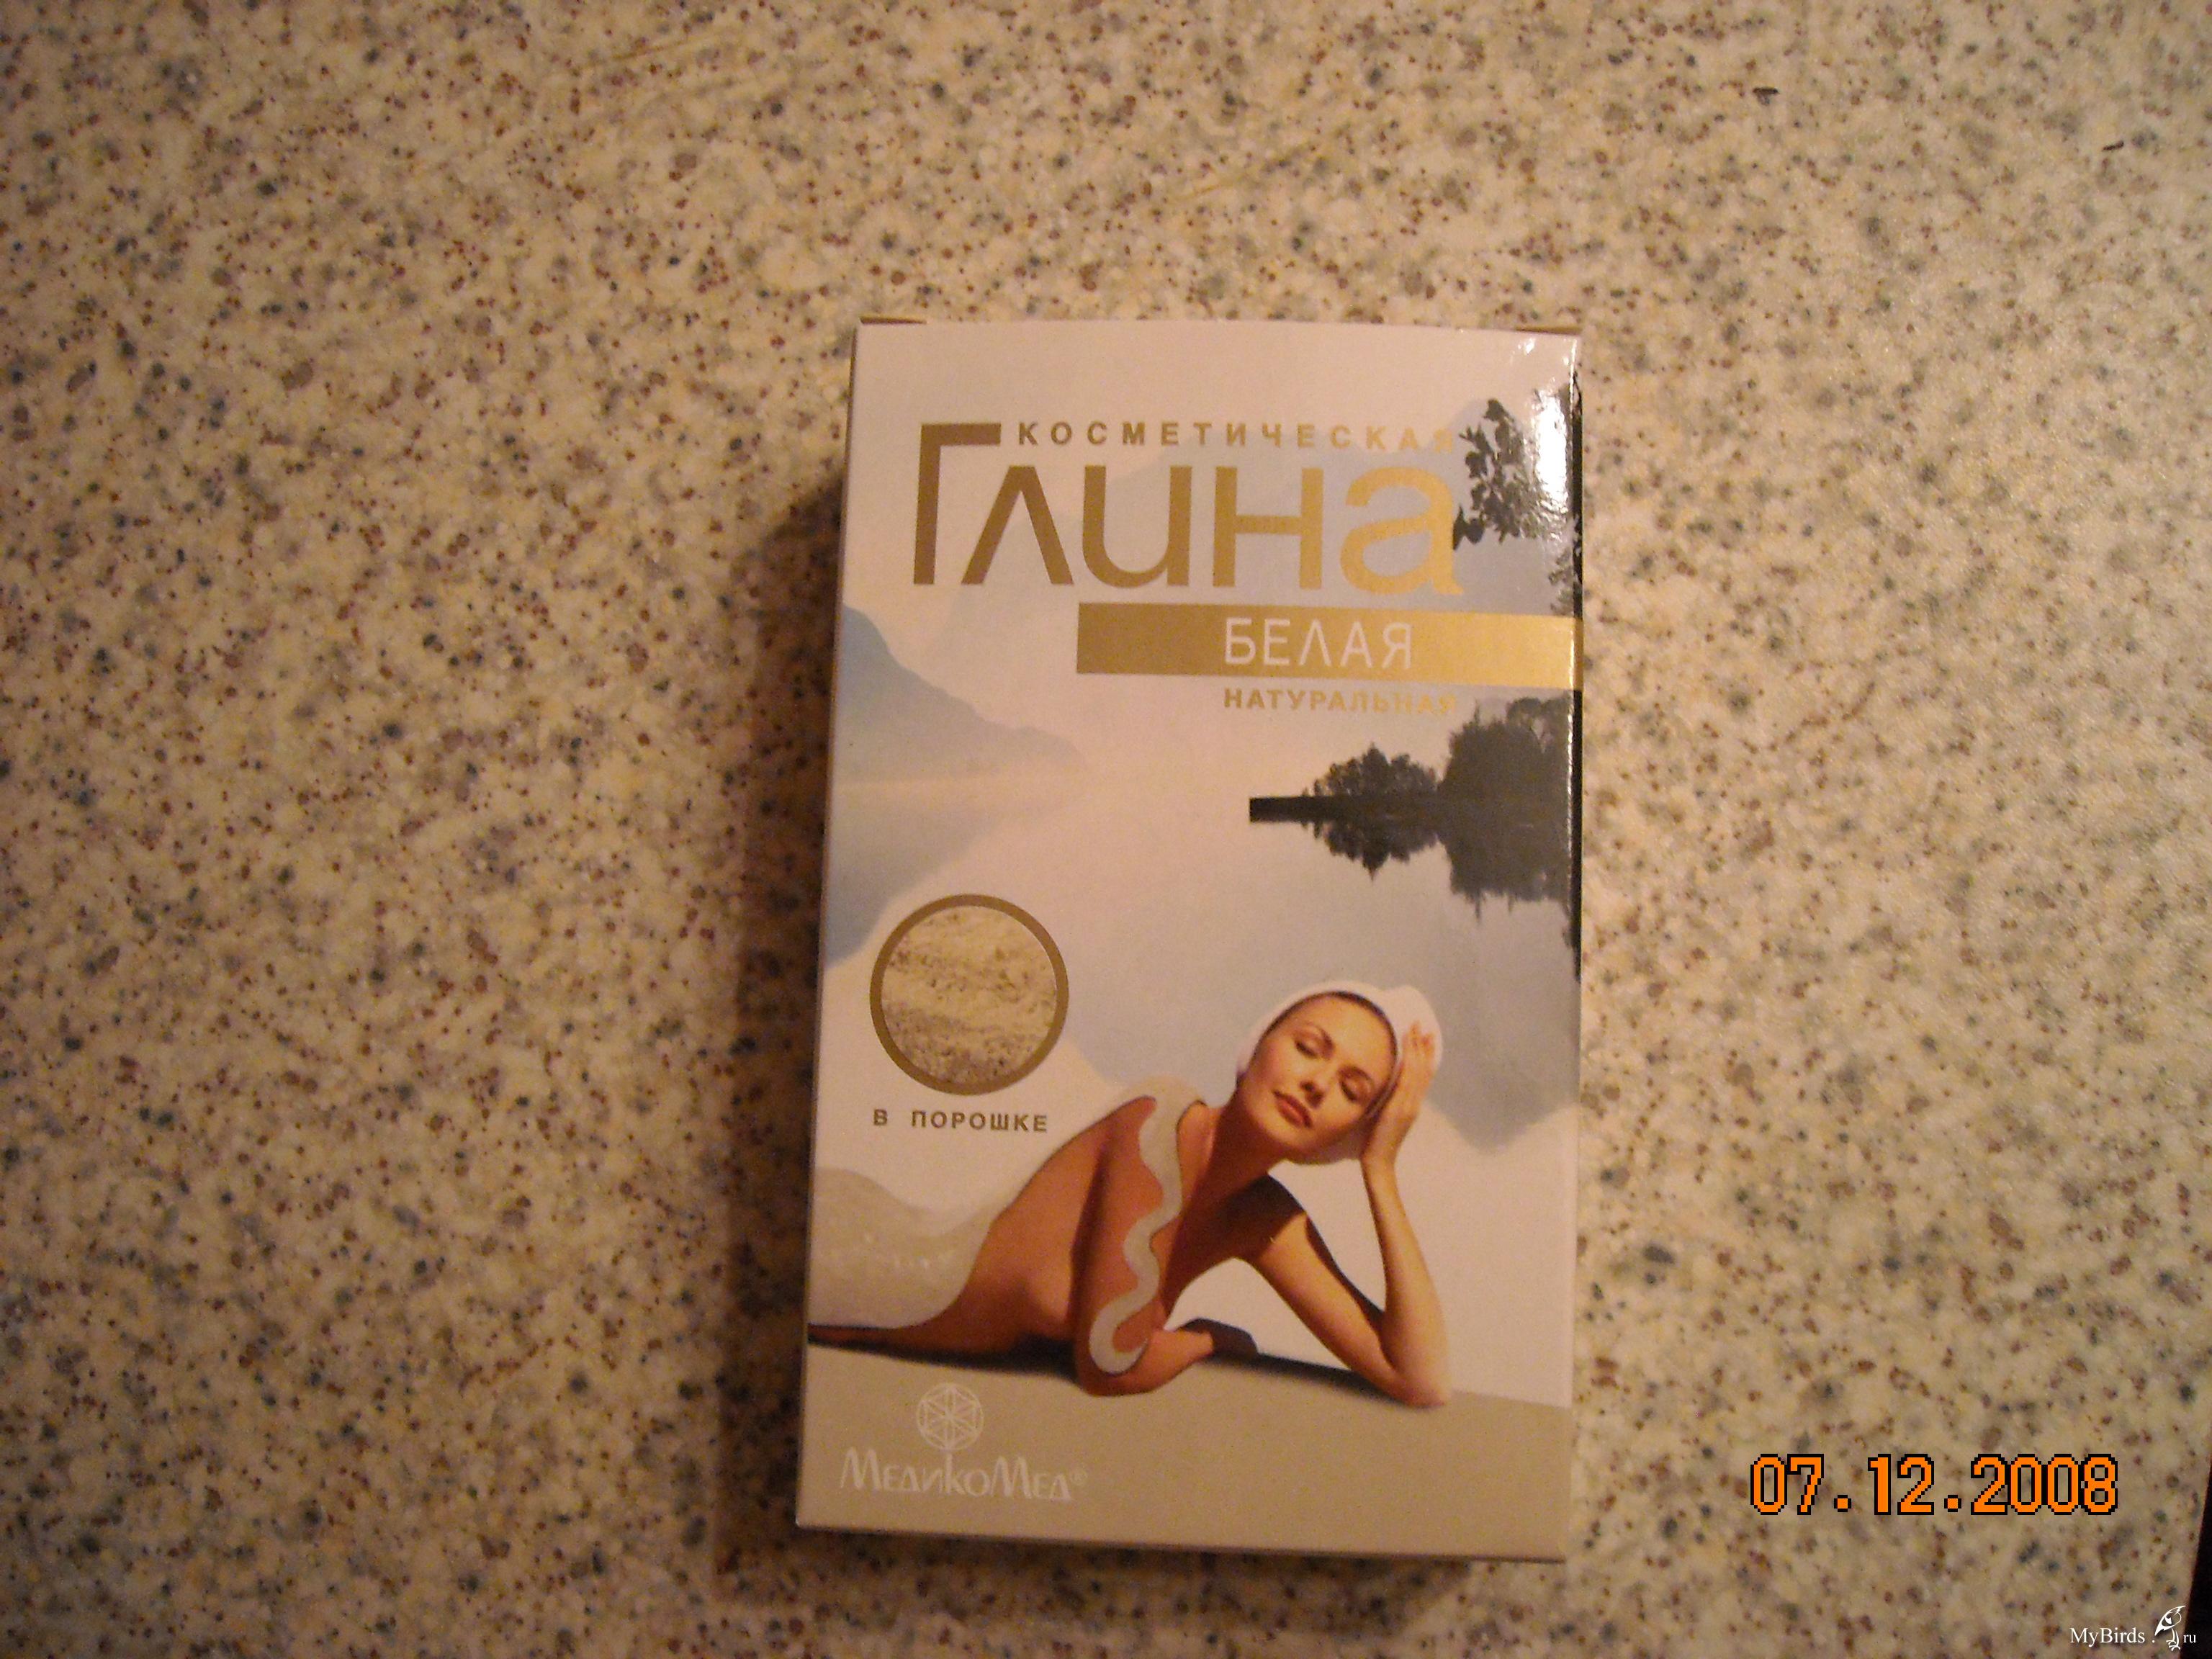 КОСМЕТИЧЕСКАЯ
Глина
БЕЛАЯ
НАТУРАЛЬНАЯ
В ПОРОШКЕ
МедикоМед®
07.12.2008
MyBirds.ru